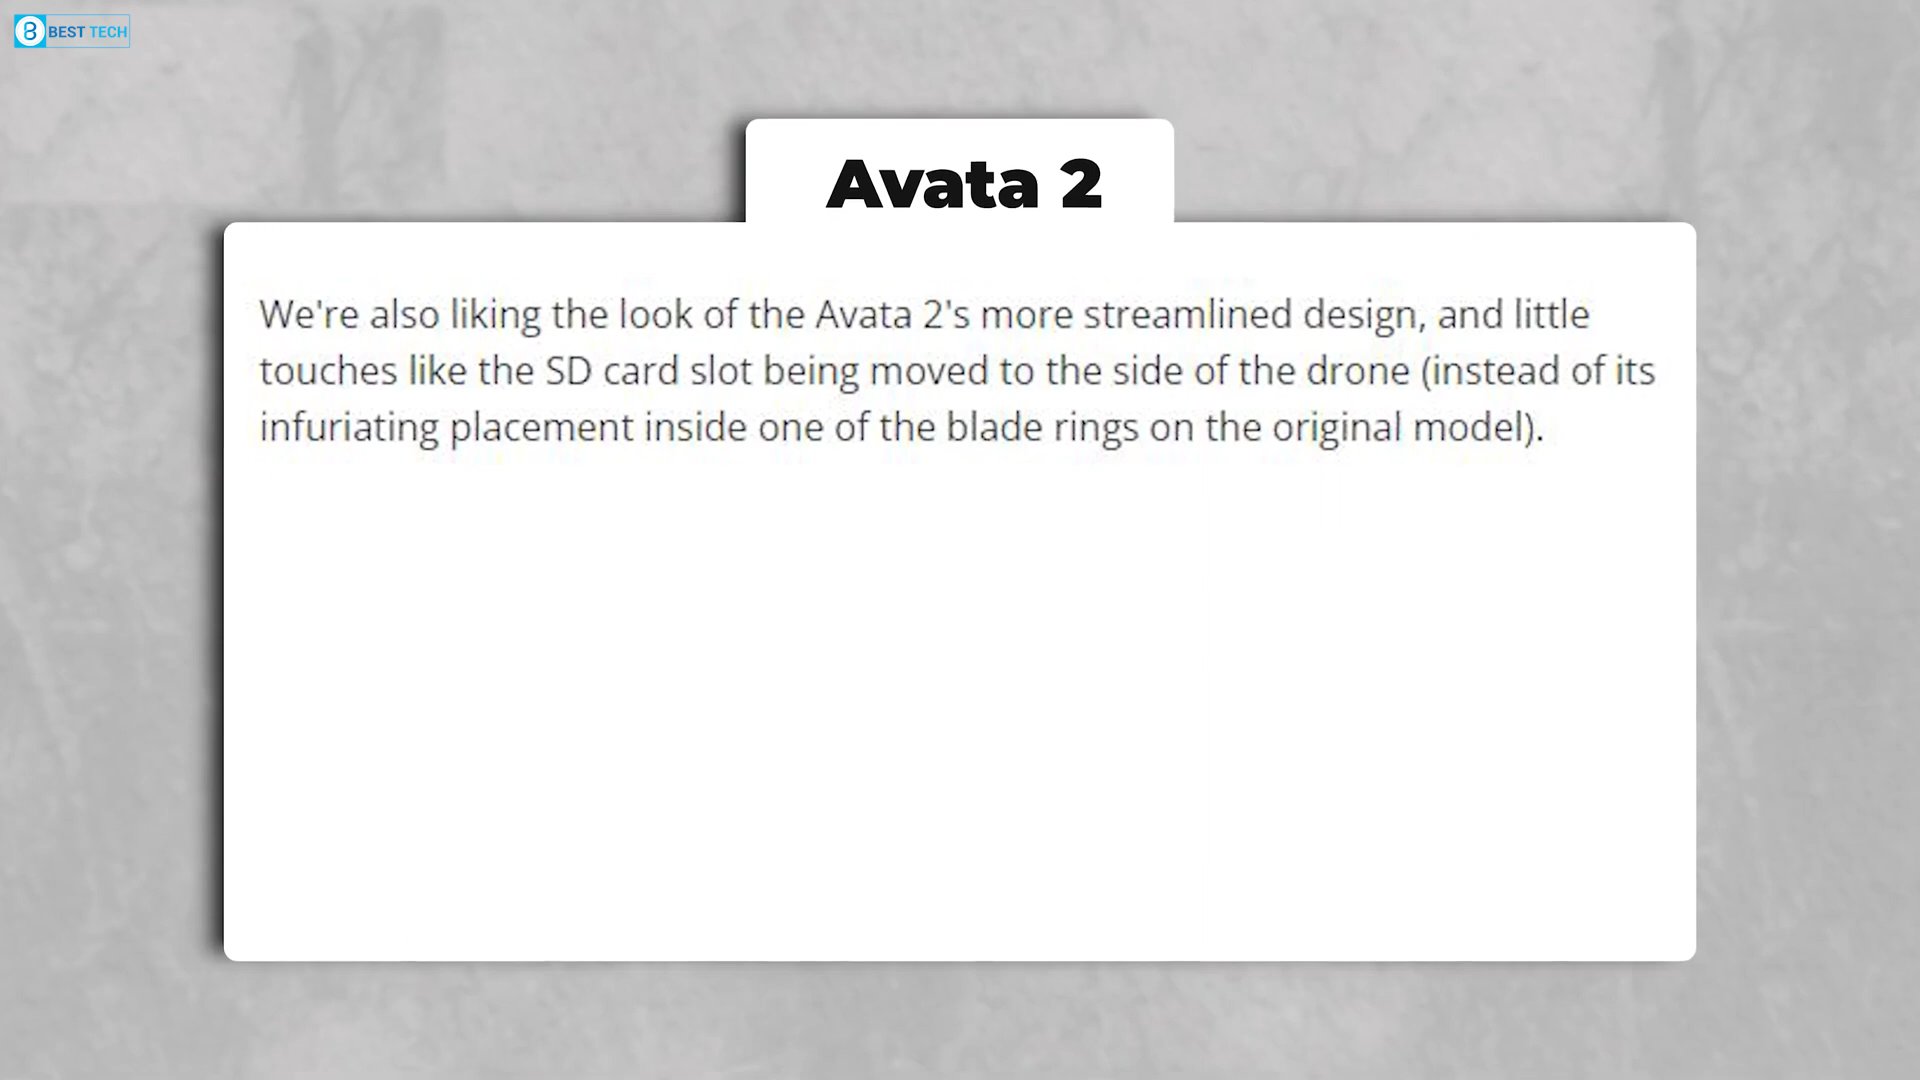 BEST TECH
Avata 2
We're also liking the look of the Avata 2's more streamlined design, and little
touches like the SD card slot being moved to the side of the drone (instead of its
infuriating placement inside one of the blade rings on the original model).